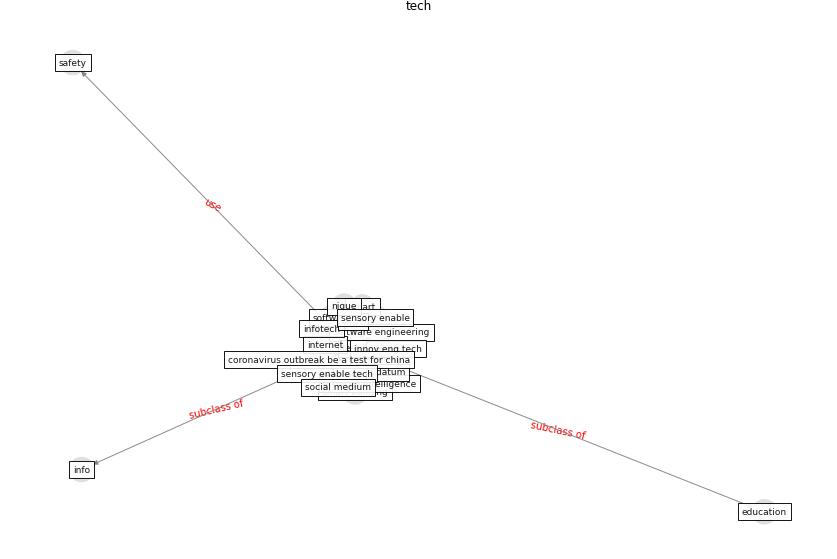 tech
safety
use
nique
art
softw
sensory enable
infotech
tware engineering
internet
innov eng tech
coronavirus outbreak be a test for china
sensory enable tech
datum
social medium
elligence
ng
subclass of
subclass of
info
education